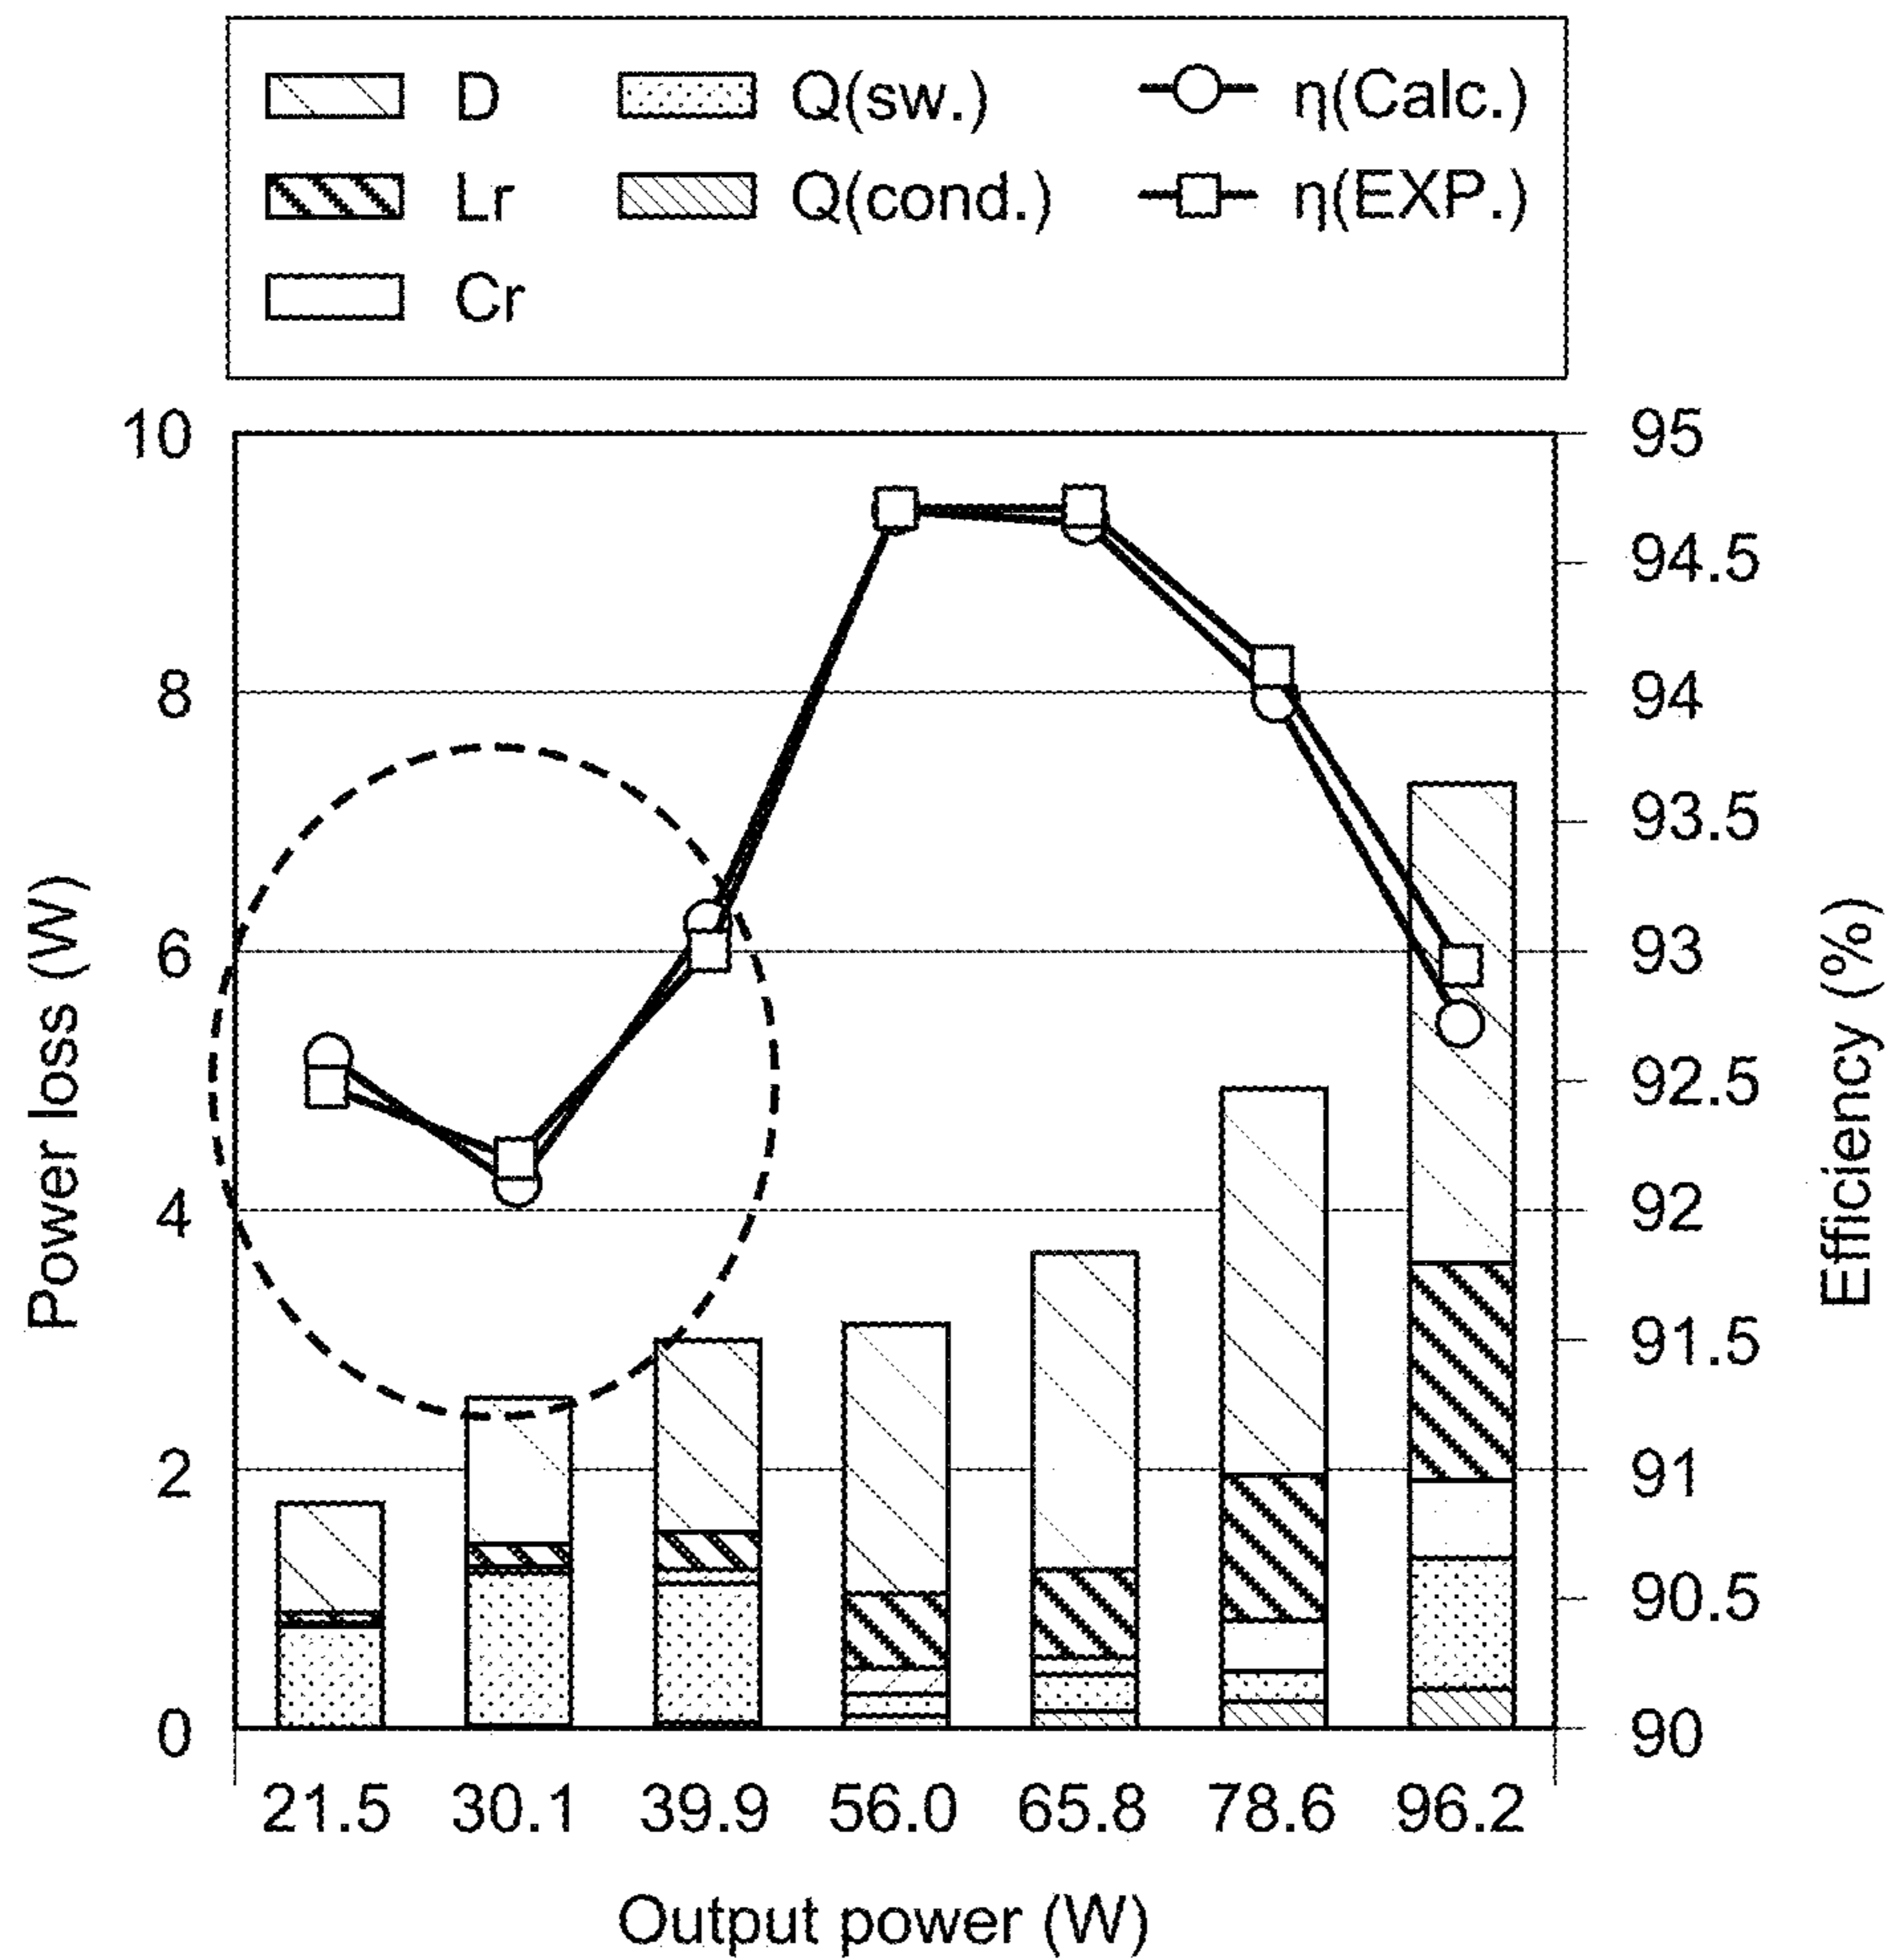 D Q(sw.) η(Calc.)
Lr Q(cond.) η(EXP.)
Cr
10 95
94.5
8 94
93.5
6 93
92.5
4 92
91.5
2 91
90.5
0 90
Power loss (W)
Efficiency (%)
21.5 30.1 39.9 56.0 65.8 78.6 96.2
Output power (W)